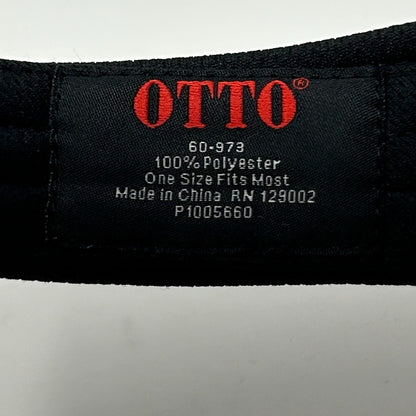 OTTO®
60-973
100% Polyester
One Size Fits Most
Made in China RN 129002
P1005660